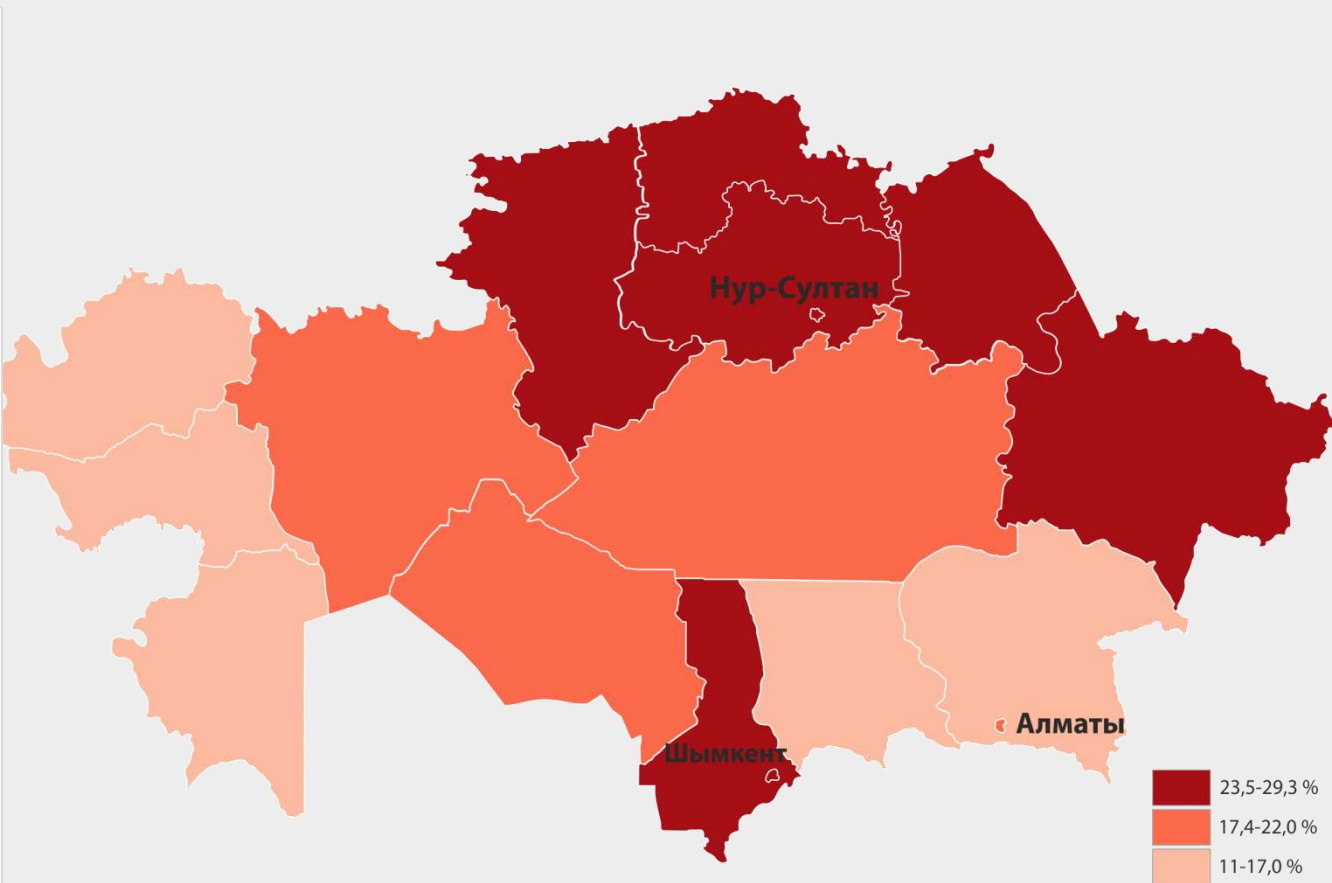 Нур-Султан
Алматы
Шымкент
23,5-29,3 %
17,4-22,0 %
11-17,0 %